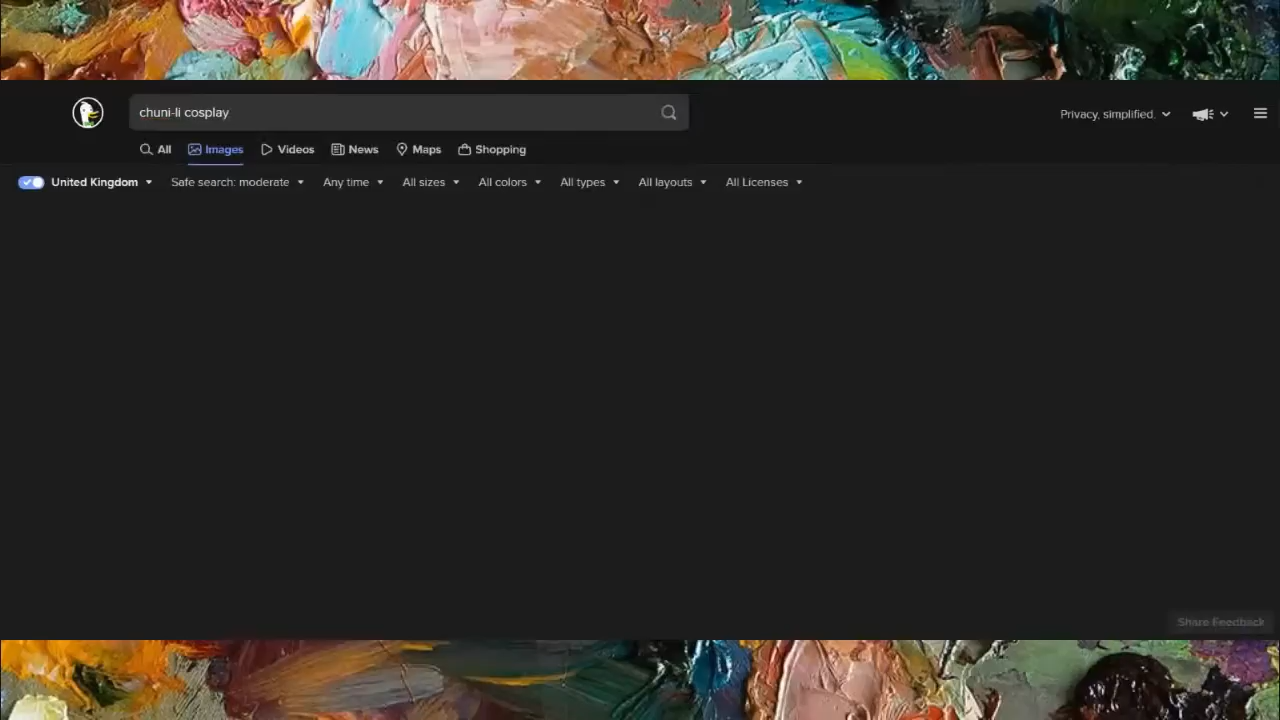 chuni-li cosplay
Privacy, simplified.
All Images Videos News Maps Shopping
United Kingdom Safe search: moderate Any time All sizes All colors All types All layouts All Licenses
Share Feedback